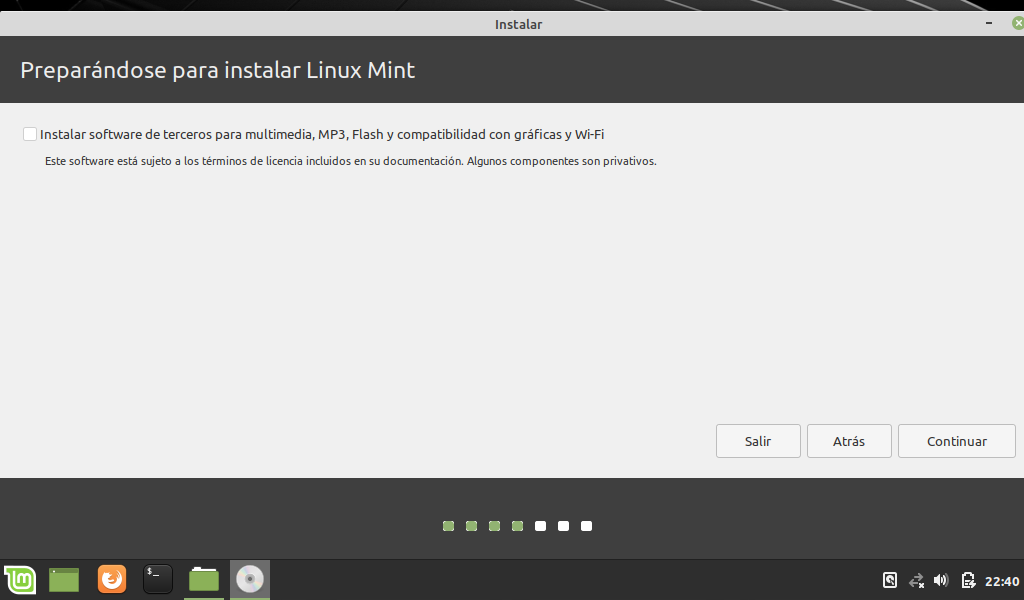 Instalar
Preparándose para instalar Linux Mint
Instalar software de terceros para multimedia, MP3, Flash y compatibilidad con gráficas y Wi-Fi
Este software está sujeto a los términos de licencia incluidos en su documentación. Algunos componentes son privativos.
Salir
Atrás
Continuar
$_
22:40